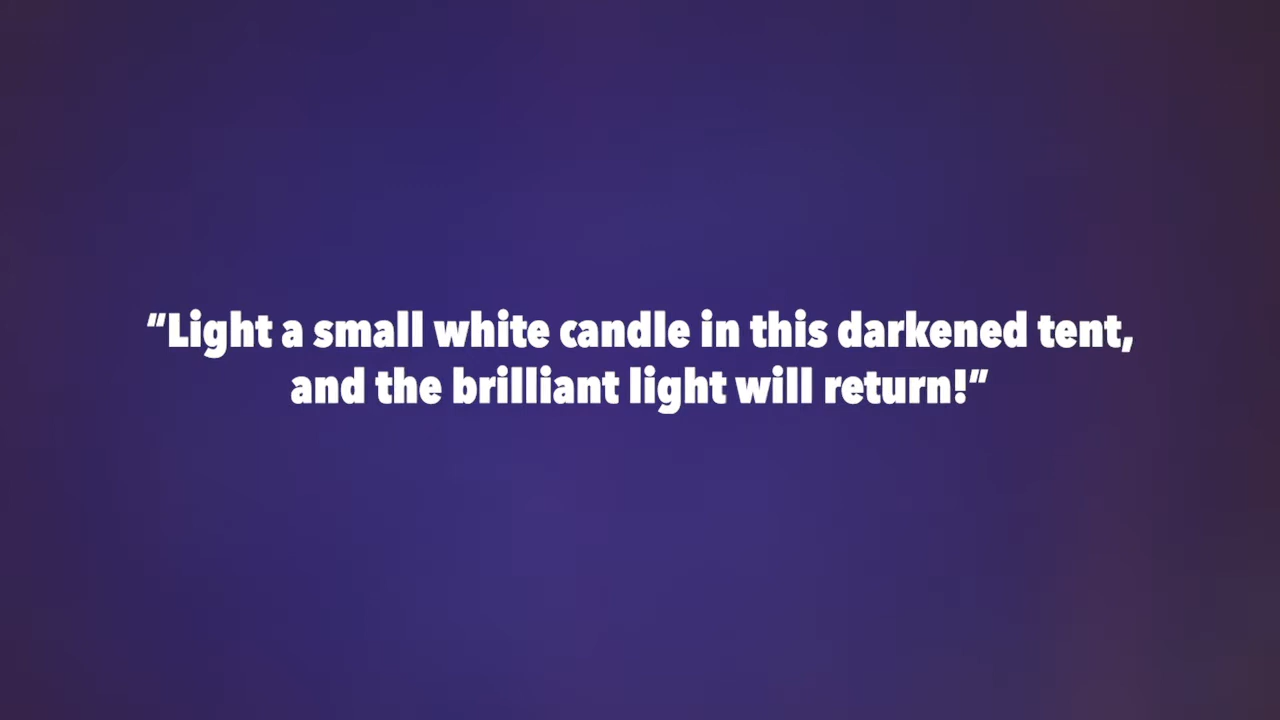 “Light a small white candle in this darkened tent,
and the brilliant light will return!”